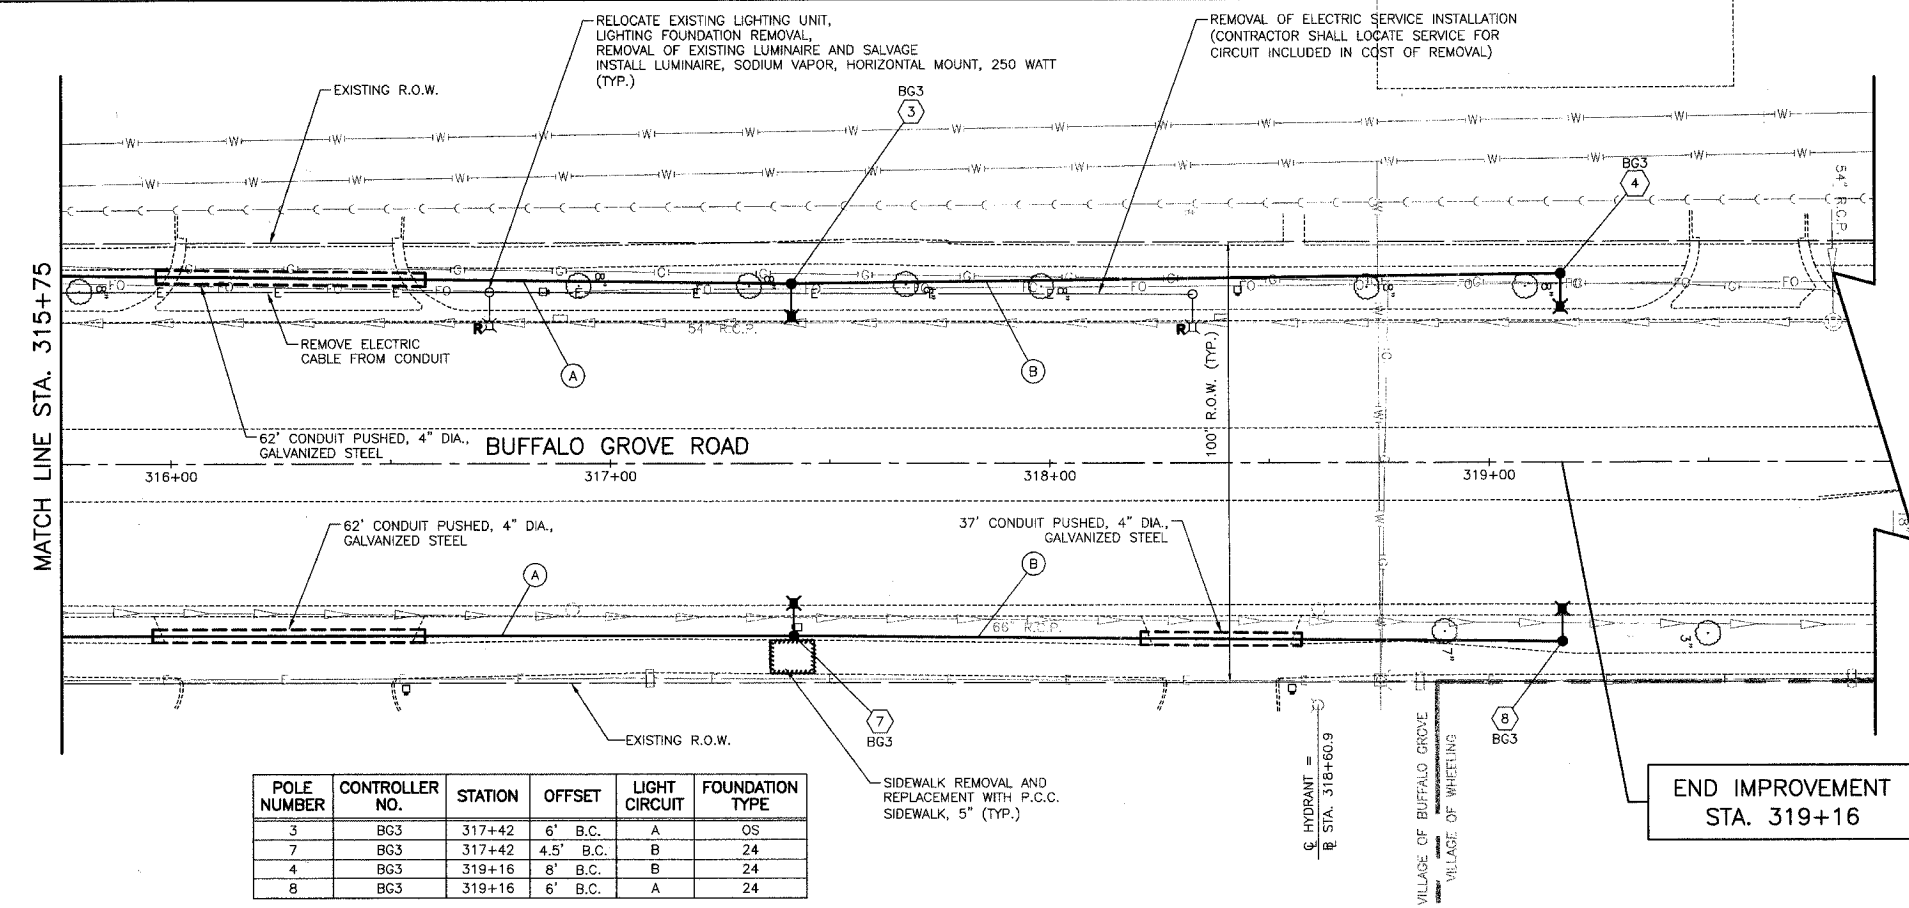 RELOCATE EXISTING LIGHTING UNIT,
LIGHTING FOUNDATION REMOVAL,
REMOVAL OF EXISTING LUMINAIRE AND SALVAGE
INSTALL LUMINAIRE, SODIUM VAPOR, HORIZONTAL MOUNT, 250 WATT
(TYP.)
REMOVAL OF ELECTRIC SERVICE INSTALLATION
(CONTRACTOR SHALL LOCATE SERVICE FOR
CIRCUIT INCLUDED IN COST OF REMOVAL)
EXISTING R.O.W.
BG3
3
BG3
4
54" R.C.P.
MATCH LINE STA. 315+75
R
54" R.C.P.
R
REMOVE ELECTRIC
CABLE FROM CONDUIT
A
B
100' R.O.W. (TYP.)
62' CONDUIT PUSHED, 4" DIA.,
GALVANIZED STEEL
BUFFALO GROVE ROAD
316+00
317+00
318+00
319+00
62' CONDUIT PUSHED, 4" DIA.,
GALVANIZED STEEL
37' CONDUIT PUSHED, 4" DIA.,
GALVANIZED STEEL
18"
A
B
66" R.C.P.
7"
3"
7
BG3
8
BG3
EXISTING R.O.W.
SIDEWALK REMOVAL AND
REPLACEMENT WITH P.C.C.
SIDEWALK, 5" (TYP.)
℄ HYDRANT =
STA. 318+60.9
VILLAGE OF BUFFALO GROVE
VILLAGE OF WHEELING
END IMPROVEMENT
STA. 319+16
POLE NUMBER CONTROLLER NO. STATION OFFSET LIGHT CIRCUIT FOUNDATION TYPE
3 BG3 317+42 6' B.C. A OS
7 BG3 317+42 4.5' B.C. B 24
4 BG3 319+16 8' B.C. B 24
8 BG3 319+16 6' B.C. A 24